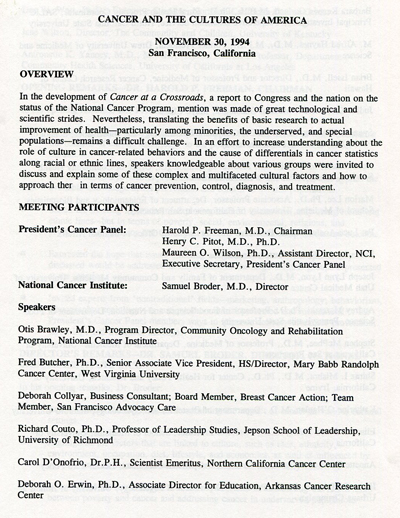 CANCER AND THE CULTURES OF AMERICA
NOVEMBER 30, 1994
San Francisco, California
OVERVIEW
In the development of Cancer at a Crossroads, a report to Congress and the nation on the
status of the National Cancer Program, mention was made of great technological and
scientific strides. Nevertheless, translating the benefits of basic research to actual
improvement of health—particularly among minorities, the underserved, and special
populations—remains a difficult challenge. In an effort to increase understanding about the
role of culture in cancer-related behaviors and the cause of differentials in cancer statistics
along racial or ethnic lines, speakers knowledgeable about various groups were invited to
discuss and explain some of these complex and multifaceted cultural factors and how to
approach ther in terms of cancer prevention, control, diagnosis, and treatment.
MEETING PARTICIPANTS
President's Cancer Panel: Harold P. Freeman, M.D., Chairman
Henry C. Pitot, M.D., Ph.D.
Maureen O. Wilson, Ph.D., Assistant Director, NCI,
Executive Secretary, President's Cancer Panel
National Cancer Institute: Samuel Broder, M.D., Director
Speakers
Otis Brawley, M.D., Program Director, Community Oncology and Rehabilitation
Program, National Cancer Institute
Fred Butcher, Ph.D., Senior Associate Vice President, HS/Director, Mary Babb Randolph
Cancer Center, West Virginia University
Deborah Collyar, Business Consultant; Board Member, Breast Cancer Action; Team
Member, San Francisco Advocacy Care
Richard Couto, Ph.D., Professor of Leadership Studies, Jepson School of Leadership,
University of Richmond
Carol D'Onofrio, Dr.P.H., Scientist Emeritus, Northern California Cancer Center
Deborah O. Erwin, Ph.D., Associate Director for Education, Arkansas Cancer Research
Center